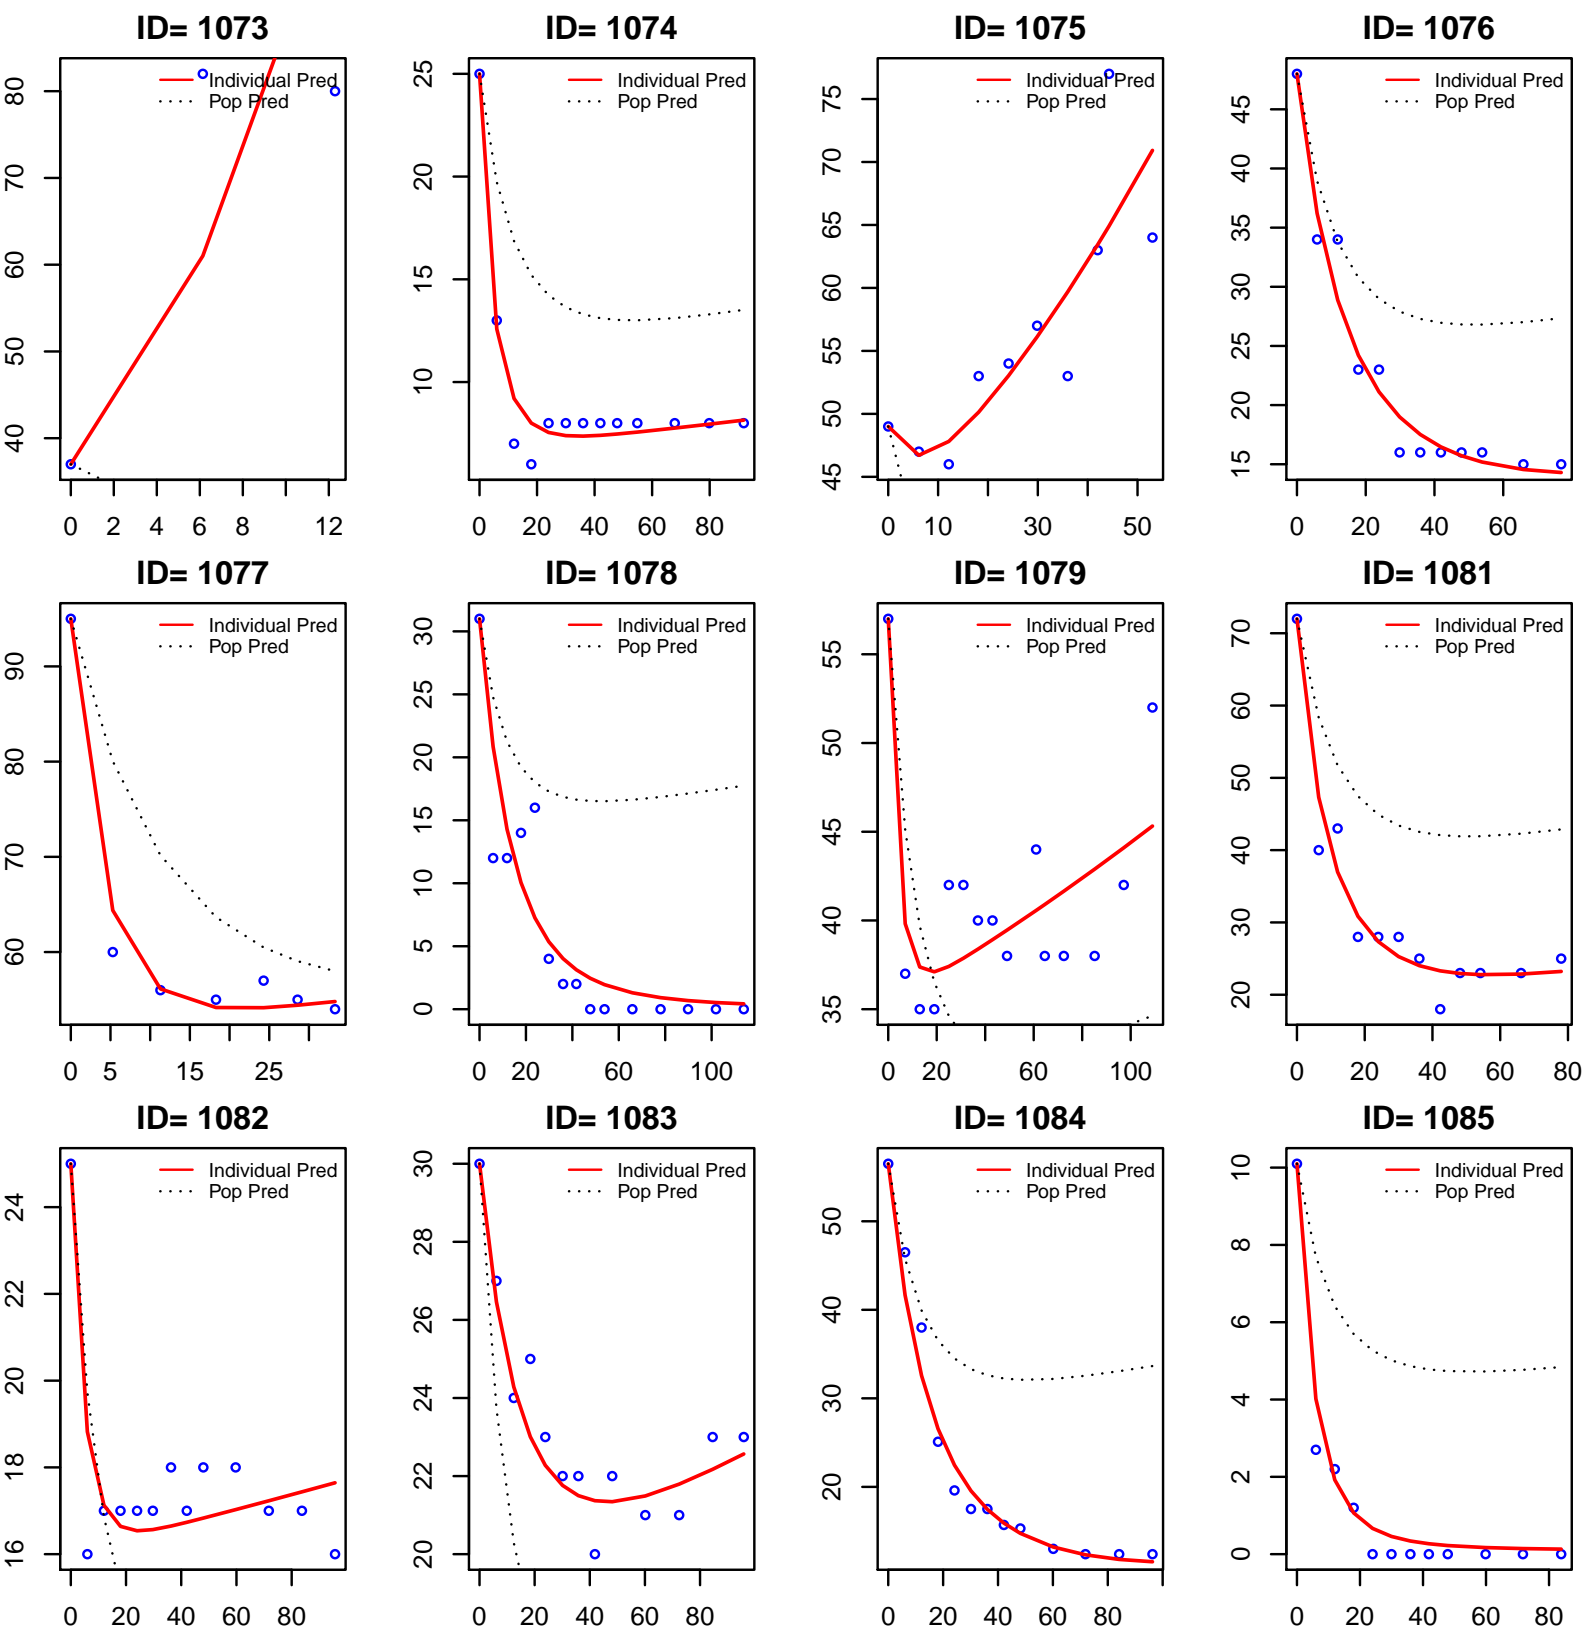 ID= 1073
80
70
60
50
40
Individual Pred
Pop Pred
0 2 4 6 8 10 12
ID= 1074
25
20
15
10
Individual Pred
Pop Pred
0 20 40 60 80
ID= 1075
75
70
65
60
55
50
45
Individual Pred
Pop Pred
0 10 30 50
ID= 1076
45
40
35
30
25
20
15
Individual Pred
Pop Pred
0 20 40 60
ID= 1077
90
80
70
60
Individual Pred
Pop Pred
0 5 15 25
ID= 1078
30
25
20
15
10
5
0
Individual Pred
Pop Pred
0 20 60 100
ID= 1079
55
50
45
40
35
Individual Pred
Pop Pred
0 20 60 100
ID= 1081
70
60
50
40
30
20
Individual Pred
Pop Pred
0 20 40 60 80
ID= 1082
24
22
20
18
16
Individual Pred
Pop Pred
0 20 40 60 80
ID= 1083
30
28
26
24
22
20
Individual Pred
Pop Pred
0 20 40 60 80
ID= 1084
50
40
30
20
Individual Pred
Pop Pred
0 20 40 60 80
ID= 1085
10
8
6
4
2
0
Individual Pred
Pop Pred
0 20 40 60 80